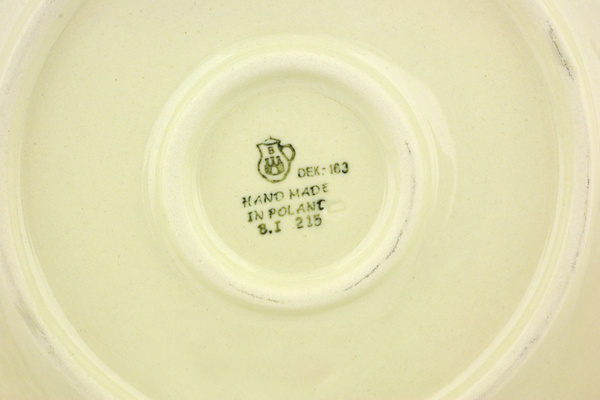 B
DEK: 163
HAND MADE
IN POLAND
B.I 215